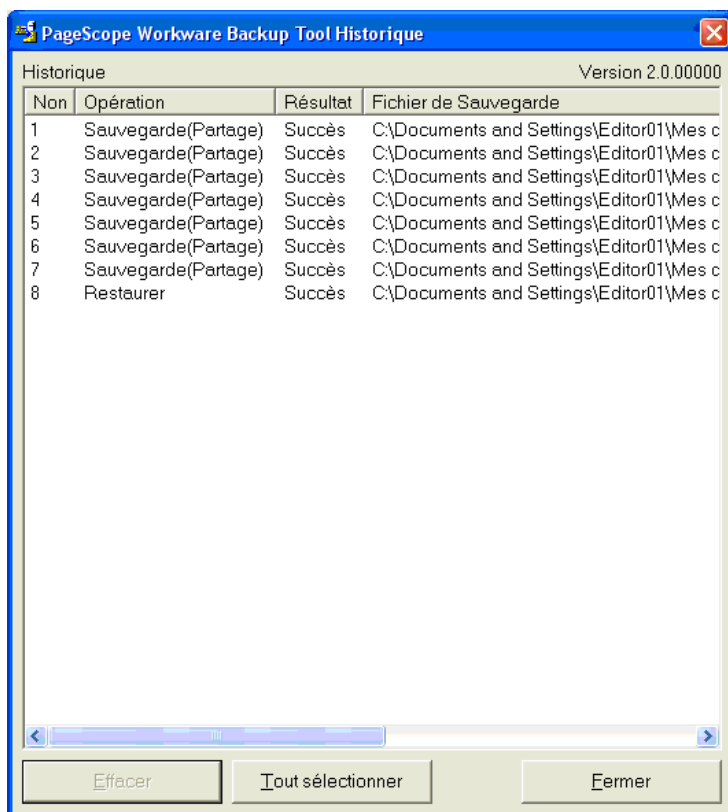 PageScope Workware Backup Tool Historique
Historique Version 2.0.00000
Non Opération Résultat Fichier de Sauvegarde
1 Sauvegarde(Partage) Succès C:\Documents and Settings\Editor01\Mes c
2 Sauvegarde(Partage) Succès C:\Documents and Settings\Editor01\Mes c
3 Sauvegarde(Partage) Succès C:\Documents and Settings\Editor01\Mes c
4 Sauvegarde(Partage) Succès C:\Documents and Settings\Editor01\Mes c
5 Sauvegarde(Partage) Succès C:\Documents and Settings\Editor01\Mes c
6 Sauvegarde(Partage) Succès C:\Documents and Settings\Editor01\Mes c
7 Sauvegarde(Partage) Succès C:\Documents and Settings\Editor01\Mes c
8 Restaurer Succès C:\Documents and Settings\Editor01\Mes c
Effacer Tout sélectionner Fermer